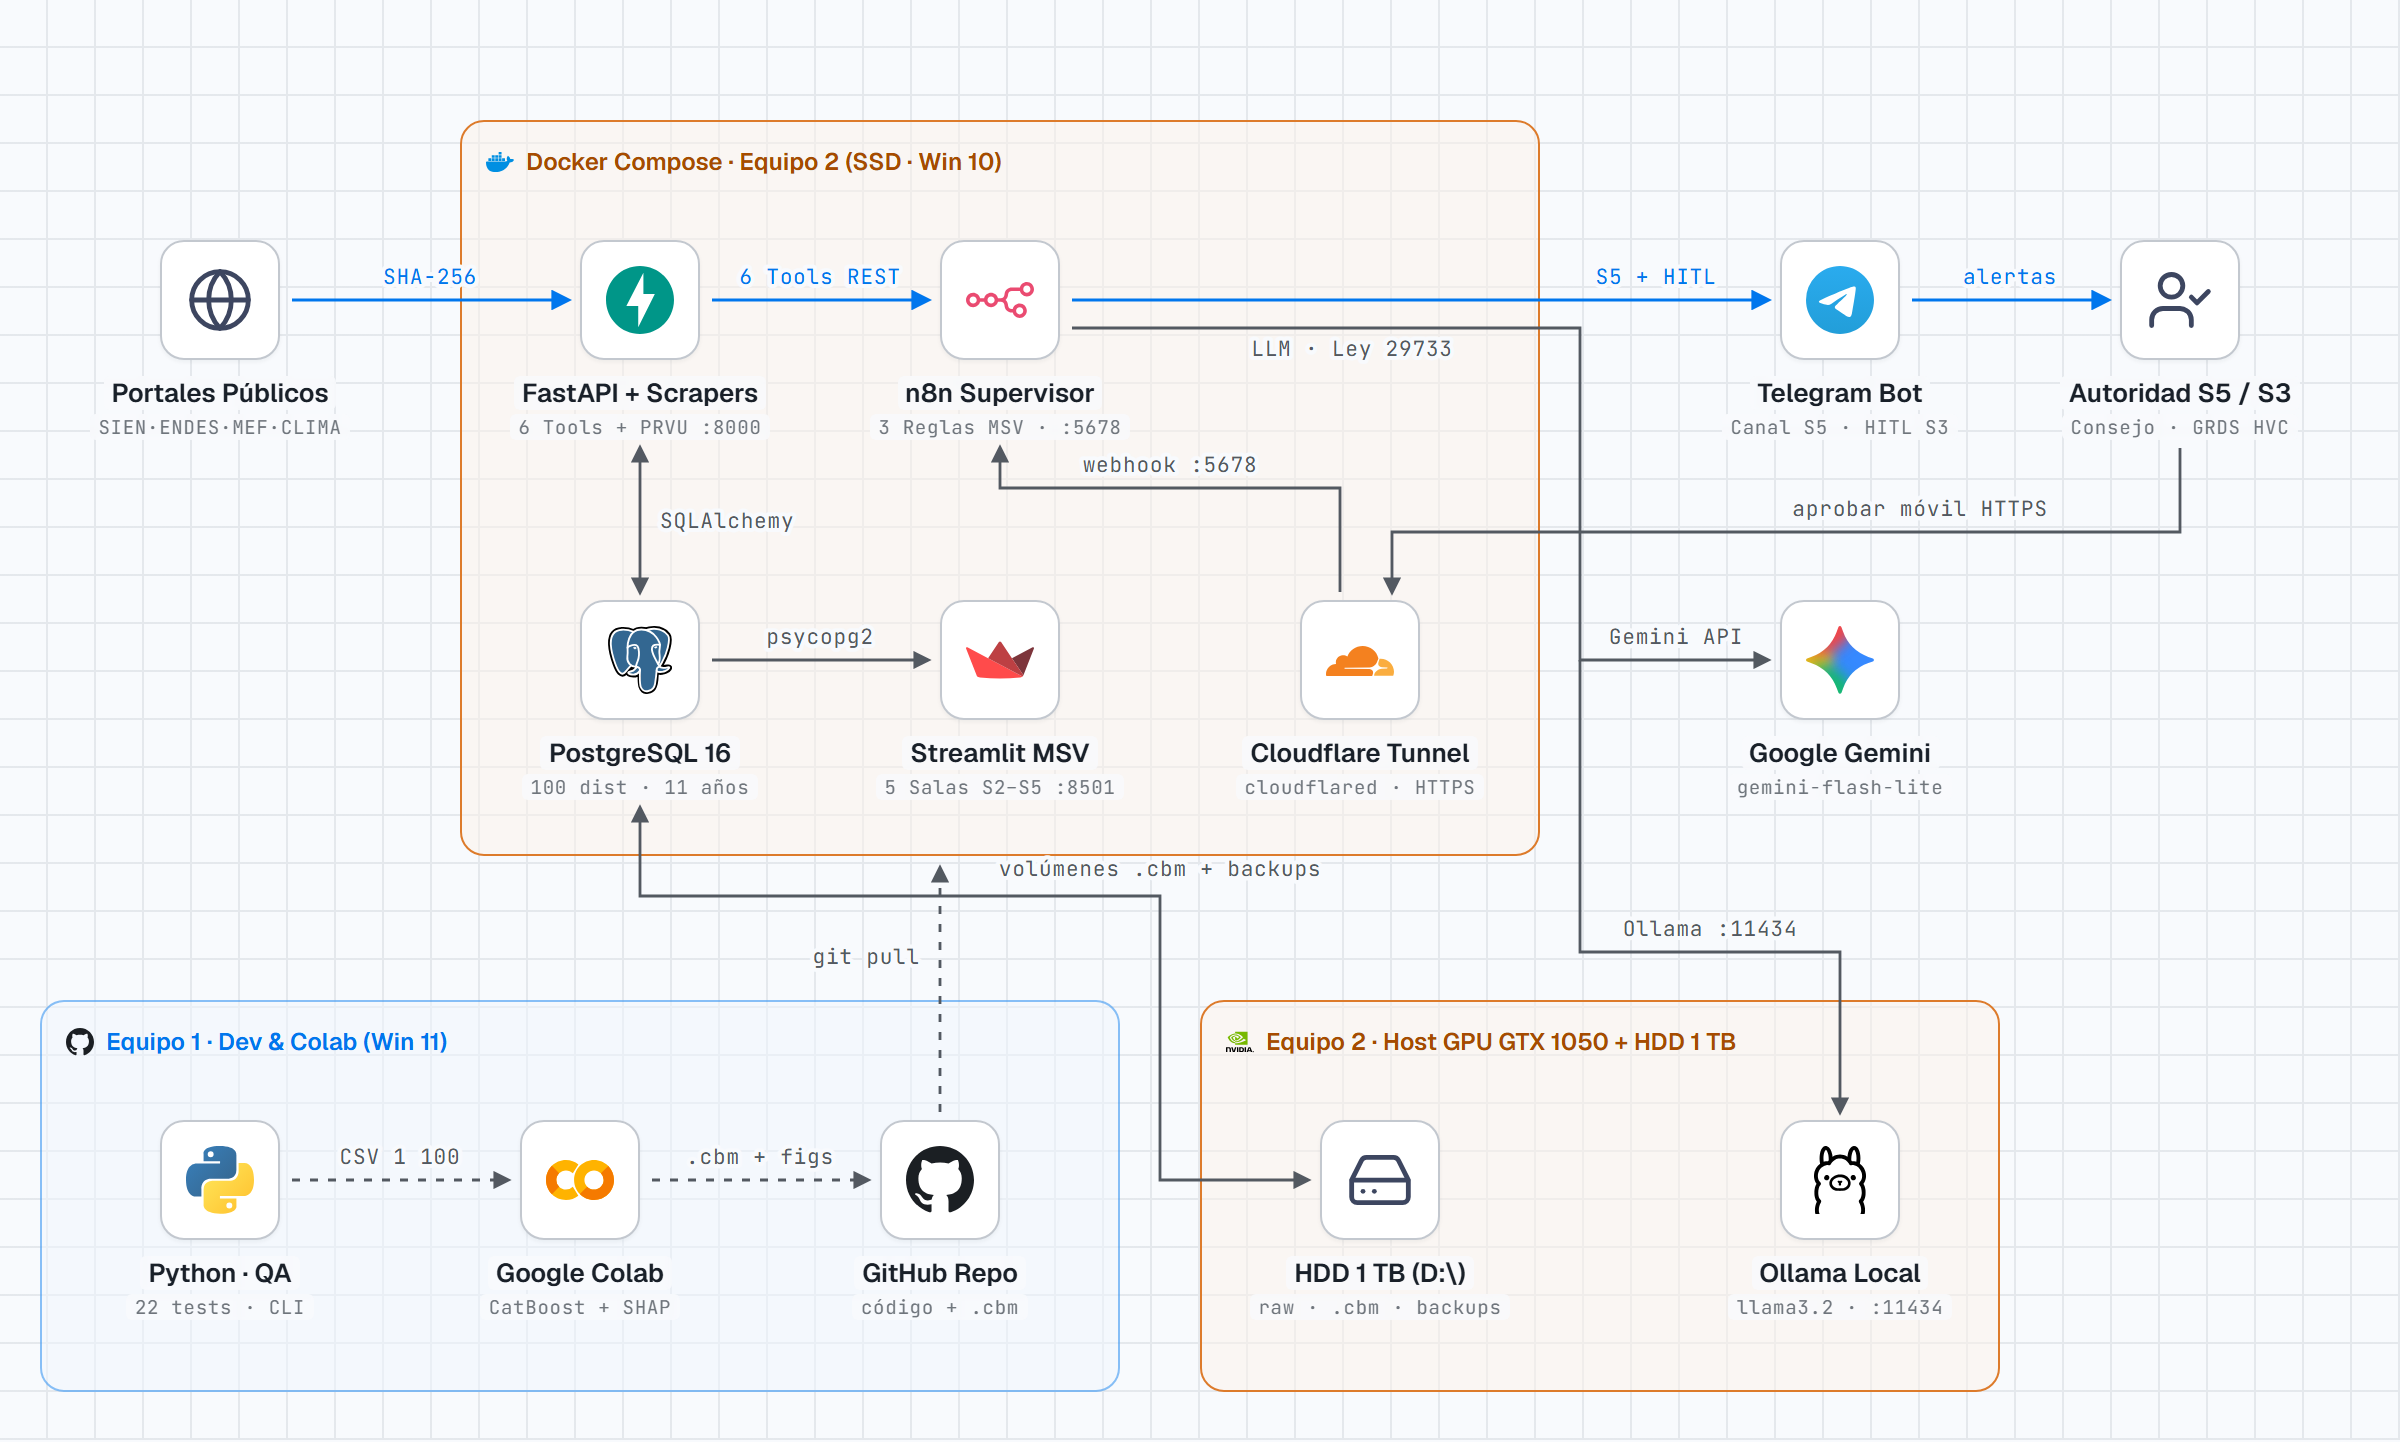 Docker Compose · Equipo 2 (SSD · Win 10)
SHA-256
6 Tools REST
S5 + HITL
alertas
LLM · Ley 29733
Portales Públicos
SIEN·ENDES·MEF·CLIMA
FastAPI + Scrapers
6 Tools + PRVU :8000
n8n Supervisor
3 Reglas MSV · :5678
Telegram Bot
Canal S5 · HITL S3
Autoridad S5 / S3
Consejo · GRDS HVC
webhook :5678
SQLAlchemy
aprobar móvil HTTPS
psycopg2
Gemini API
PostgreSQL 16
100 dist · 11 años
Streamlit MSV
5 Salas S2–S5 :8501
Cloudflare Tunnel
cloudflared · HTTPS
Google Gemini
gemini-flash-lite
volúmenes .cbm + backups
git pull
Ollama :11434
Equipo 1 · Dev & Colab (Win 11)
NVIDIA.
Equipo 2 · Host GPU GTX 1050 + HDD 1 TB
CSV 1 100
.cbm + figs
Python · QA
22 tests · CLI
Google Colab
CatBoost + SHAP
GitHub Repo
código + .cbm
HDD 1 TB (D:\)
raw · .cbm · backups
Ollama Local
llama3.2 · :11434